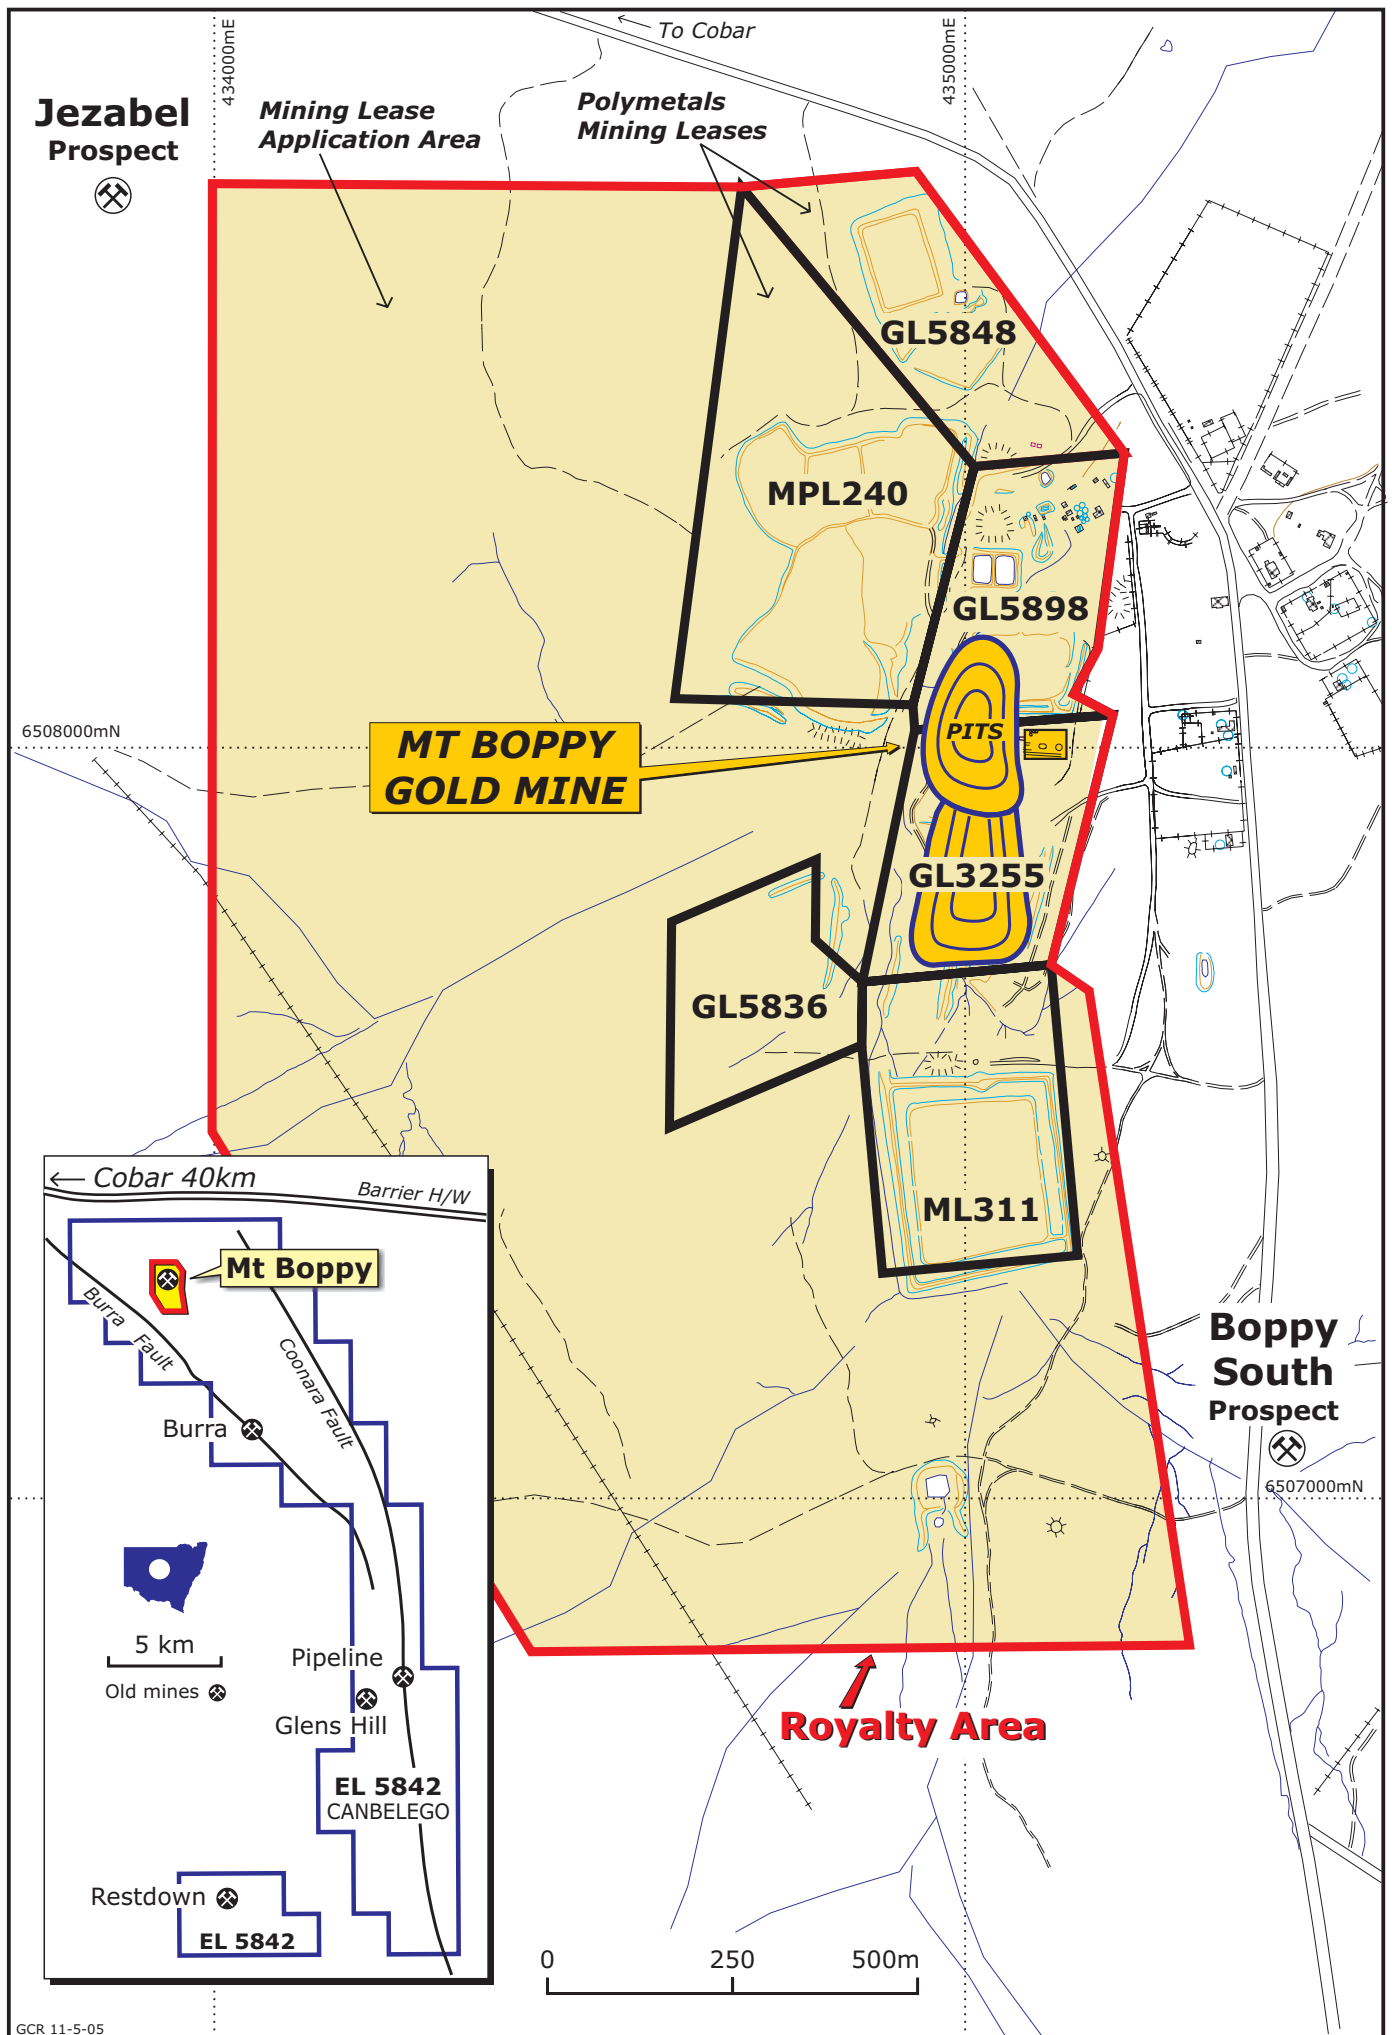 To Cobar
434000mE
435000mE
Jezabel
Prospect
Mining Lease
Application Area
Polymetals
Mining Leases
GL5848
MPL240
GL5898
6508000mN
MT BOPPY
GOLD MINE
PITS
GL3255
GL5836
ML311
Boppy
South
Prospect
6507000mN
Royalty Area
Cobar 40km
Barrier H/W
Mt Boppy
Burra Fault
Coonara Fault
Burra
5 km
Old mines
Pipeline
Glens Hill
EL 5842
CANBELEGO
Restdown
EL 5842
0 250 500m
GCR 11-5-05